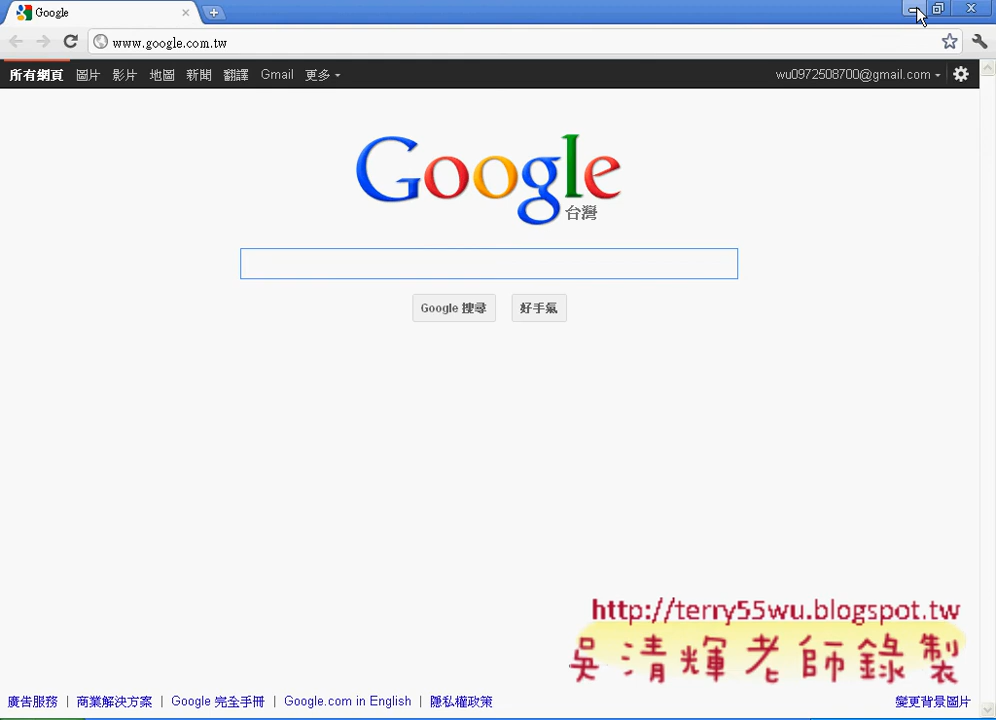 Google
www.google.com.tw
所有網頁 圖片 影片 地圖 新聞 翻譯 Gmail 更多 wu0972508700@gmail.com
Google
台灣
Google 搜尋 好手氣
http://terry55wu.blogspot.tw
吳清輝老師錄製
廣告服務 | 商業解決方案 | Google 完全手冊 | Google.com in English | 隱私權政策 變更背景圖片